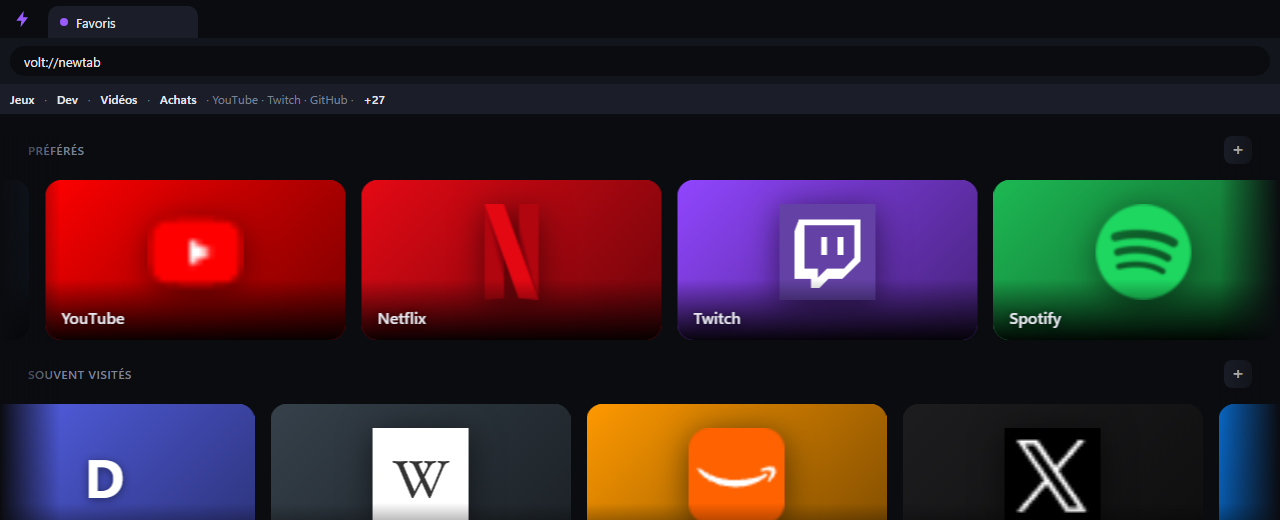 Favoris
volt://newtab
Jeux · Dev · Vidéos · Achats · YouTube · Twitch · GitHub · +27
PRÉFÉRÉS +
YouTube Netflix Twitch Spotify
SOUVENT VISITÉS +
D W X